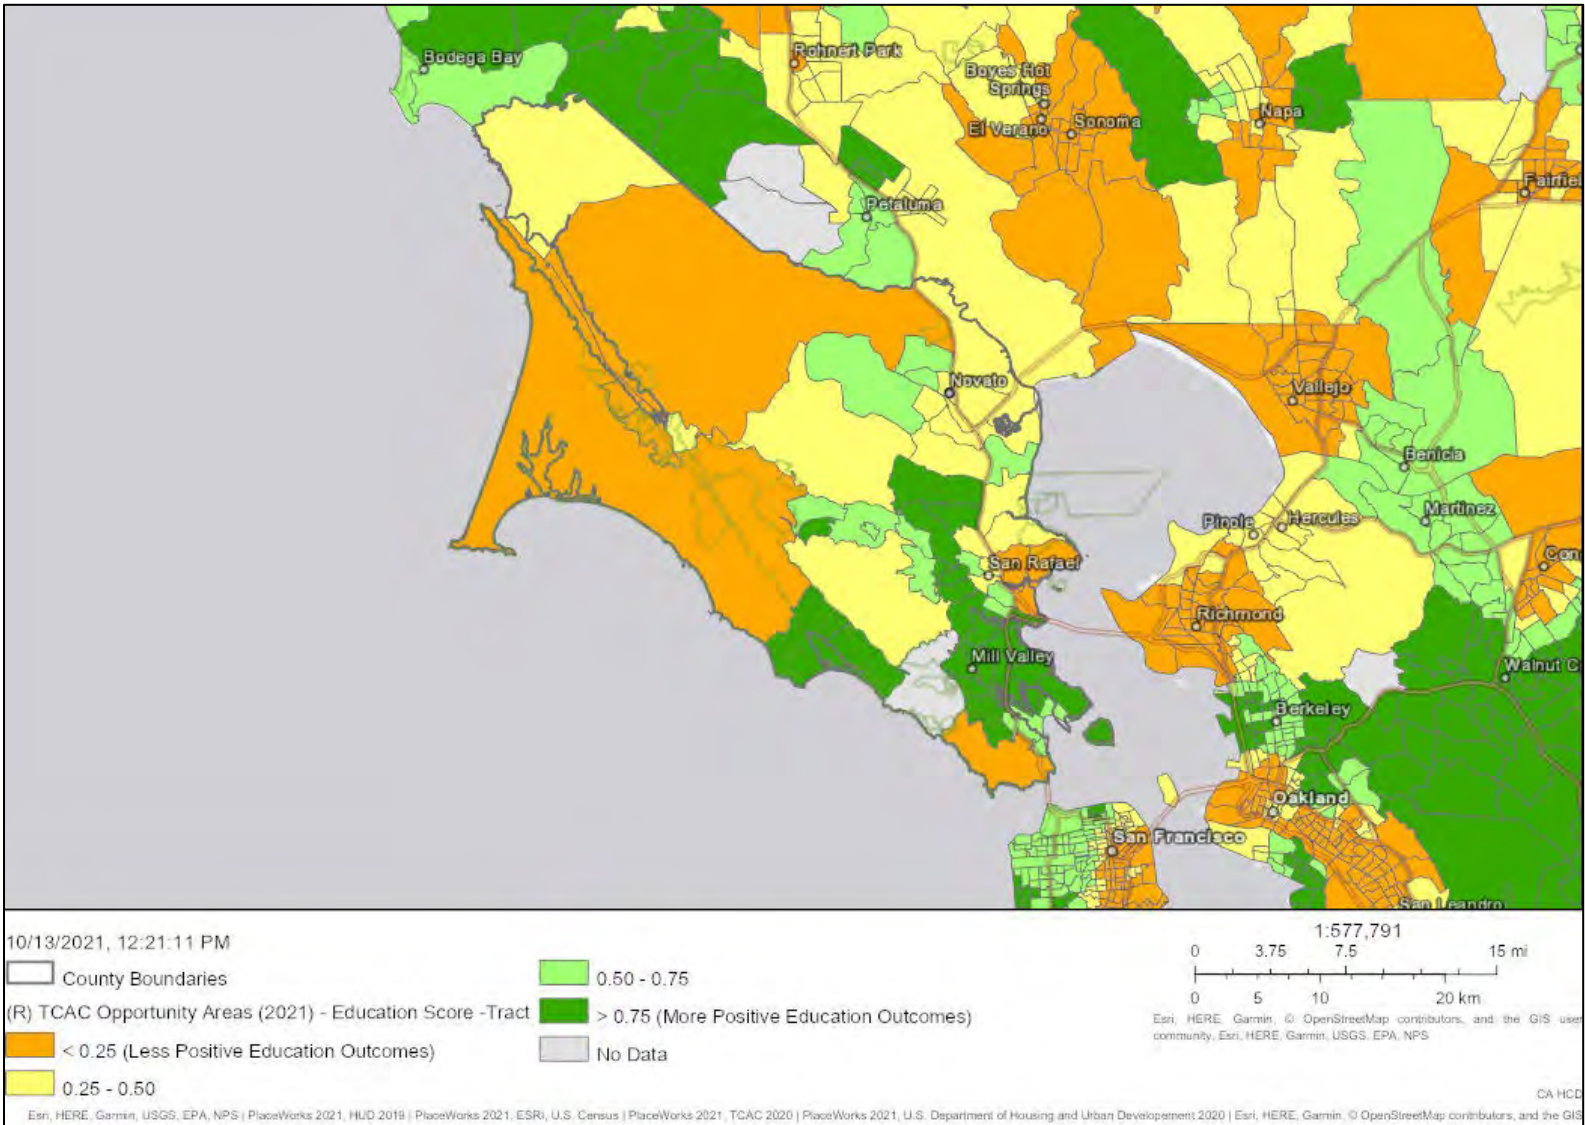 Bodega Bay
Rohnert Park
Boyes Hot
Springs
El Verano
Sonoma
Napa
Fairfiel
Petaluma
Novato
Vallejo
Benicia
Martinez
Pinole
Hercules
Con
San Rafael
Richmond
Mill Valley
Walnut C
Berkeley
Oakland
San Francisco
San Leandro
10/13/2021, 12:21:11 PM
County Boundaries
(R) TCAC Opportunity Areas (2021) - Education Score -Tract
< 0.25 (Less Positive Education Outcomes)
0.25 - 0.50
0.50 - 0.75
> 0.75 (More Positive Education Outcomes)
No Data
1:577,791
0 3.75 7.5 15 mi
0 5 10 20 km
Esri, HERE, Garmin, © OpenStreetMap contributors, and the GIS user
community, Esri, HERE, Garmin, USGS, EPA, NPS
CA HCD
Esri, HERE, Garmin, USGS, EPA, NPS | PlaceWorks 2021, HUD 2019 | PlaceWorks 2021, ESRI, U.S. Census | PlaceWorks 2021, TCAC 2020 | PlaceWorks 2021, U.S. Department of Housing and Urban Developement 2020 | Esri, HERE, Garmin, © OpenStreetMap contributors, and the GIS